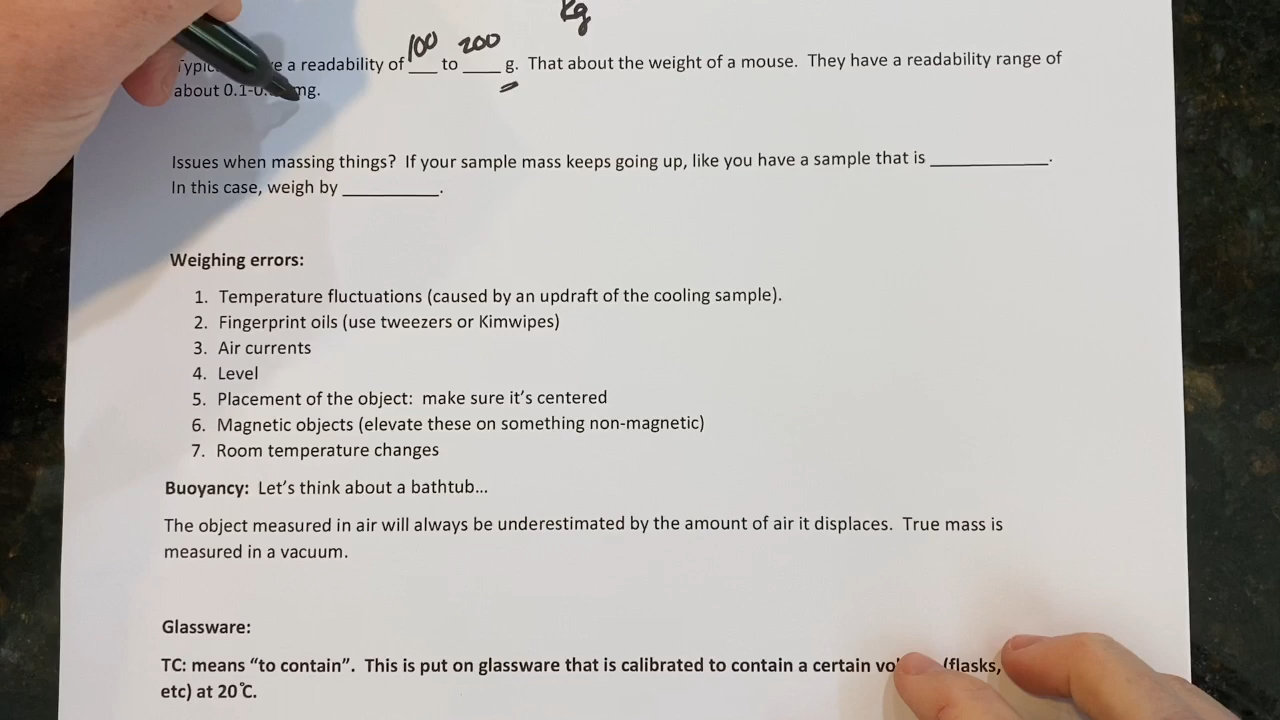 kg
100 200
a readability of ___ to ____ g. That about the weight of a mouse. They have a readability range of
about mg.
Issues when massing things? If your sample mass keeps going up, like you have a sample that is _____________.
In this case, weigh by __________.
Weighing errors:
1. Temperature fluctuations (caused by an updraft of the cooling sample).
2. Fingerprint oils (use tweezers or Kimwipes)
3. Air currents
4. Level
5. Placement of the object: make sure it's centered
6. Magnetic objects (elevate these on something non-magnetic)
7. Room temperature changes
Buoyancy: Let's think about a bathtub...
The object measured in air will always be underestimated by the amount of air it displaces. True mass is
measured in a vacuum.
Glassware:
TC: means “to contain”. This is put on glassware that is calibrated to contain a certain (flasks,
etc) at 20℃.